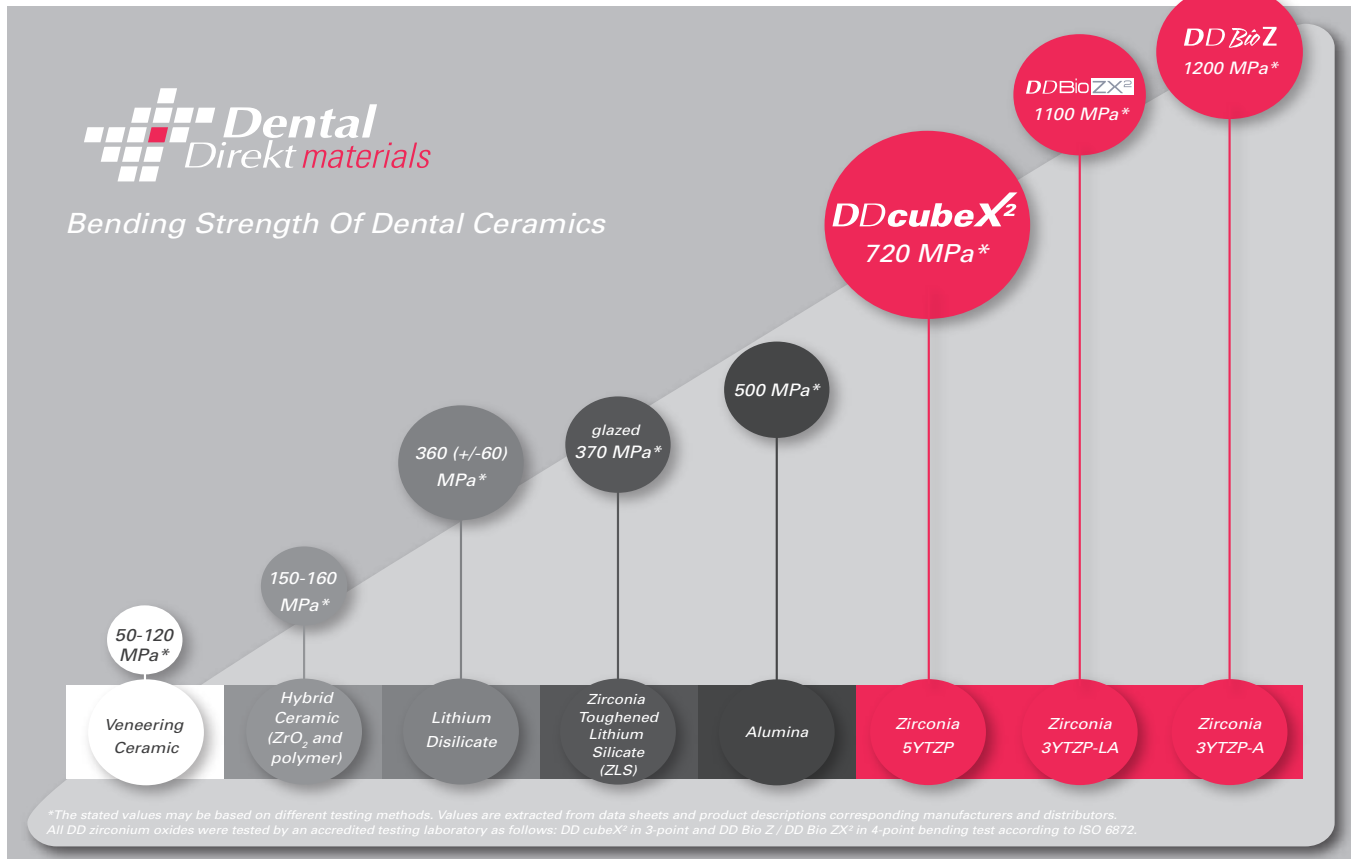 Dental
Direkt materials
Bending Strength Of Dental Ceramics
50-120
MPa*
150-160
MPa*
360 (+/-60)
MPa*
glazed
370 MPa*
500 MPa*
DDcubeX²
720 MPa*
DDBioZX²
1100 MPa*
DD Bio Z
1200 MPa*
Veneering
Ceramic
Hybrid
Ceramic
(ZrO₂ and
polymer)
Lithium
Disilicate
Zirconia
Toughened
Lithium
Silicate
(ZLS)
Alumina
Zirconia
5YTZP
Zirconia
3YTZP-LA
Zirconia
3YTZP-A
*The stated values may be based on different testing methods. Values are extracted from data sheets and product descriptions corresponding manufacturers and distributors.
All DD zirconium oxides were tested by an accredited testing laboratory as follows: DD cubeX² in 3-point and DD Bio Z / DD Bio ZX² in 4-point bending test according to ISO 6872.